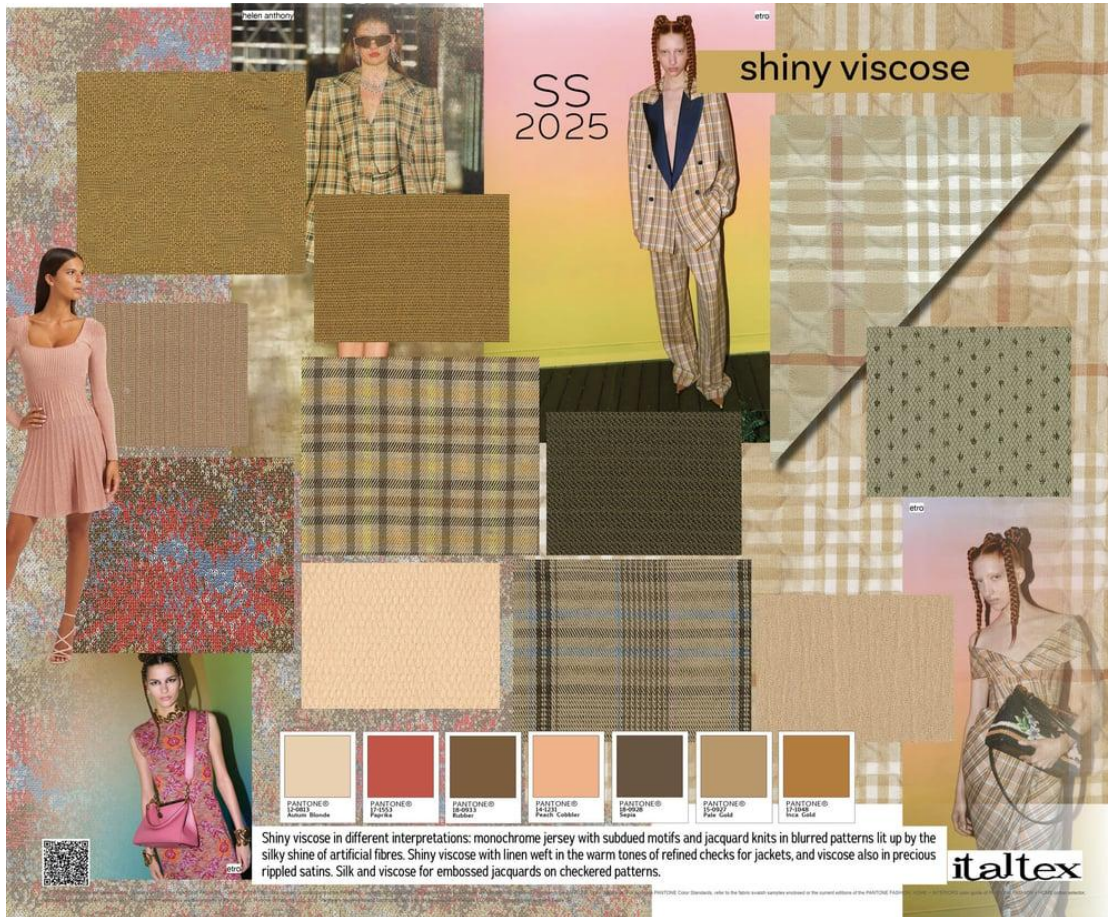 helen anthony
etro
SS
2025
shiny viscose
etro
PANTONE®
12-0813
Autumn Blonde
PANTONE®
17-1553
Paprika
PANTONE®
18-0933
Rubber
PANTONE®
14-1231
Peach Cobbler
PANTONE®
18-0928
Sepia
PANTONE®
15-0927
Pale Gold
PANTONE®
17-1048
Inca Gold
Shiny viscose in different interpretations: monochrome jersey with subdued motifs and jacquard knits in blurred patterns lit up by the
silky shine of artificial fibres. Shiny viscose with linen weft in the warm tones of refined checks for jackets, and viscose also in precious
rippled satins. Silk and viscose for embossed jacquards on checkered patterns.
etro
italtex